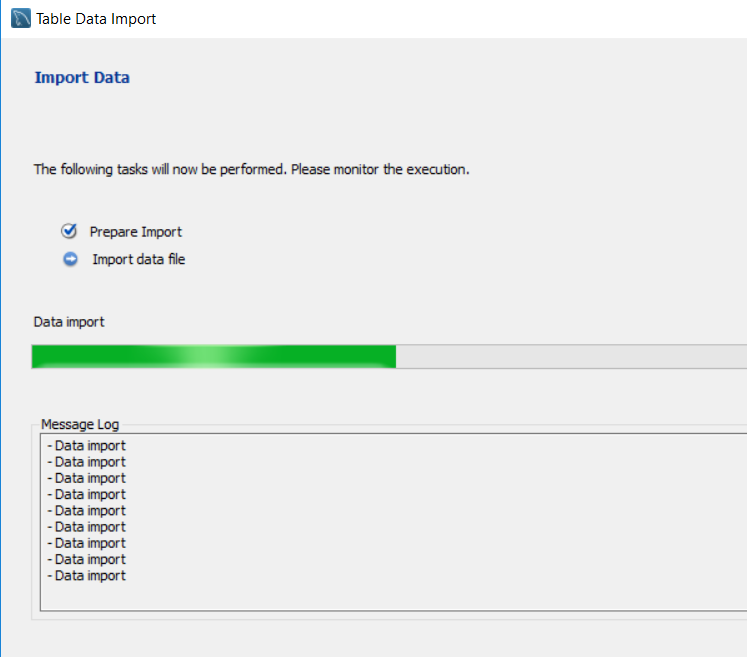 Table Data Import
Import Data
The following tasks will now be performed. Please monitor the execution.
Prepare Import
Import data file
Data import
Message Log
- Data import
- Data import
- Data import
- Data import
- Data import
- Data import
- Data import
- Data import
- Data import